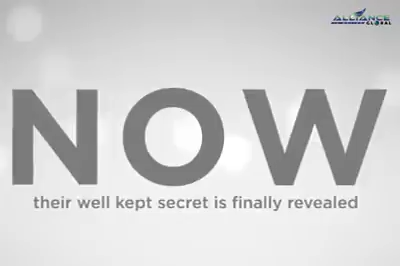 ALLIANCE
GLOBAL
NOW
their well kept secret is finally revealed